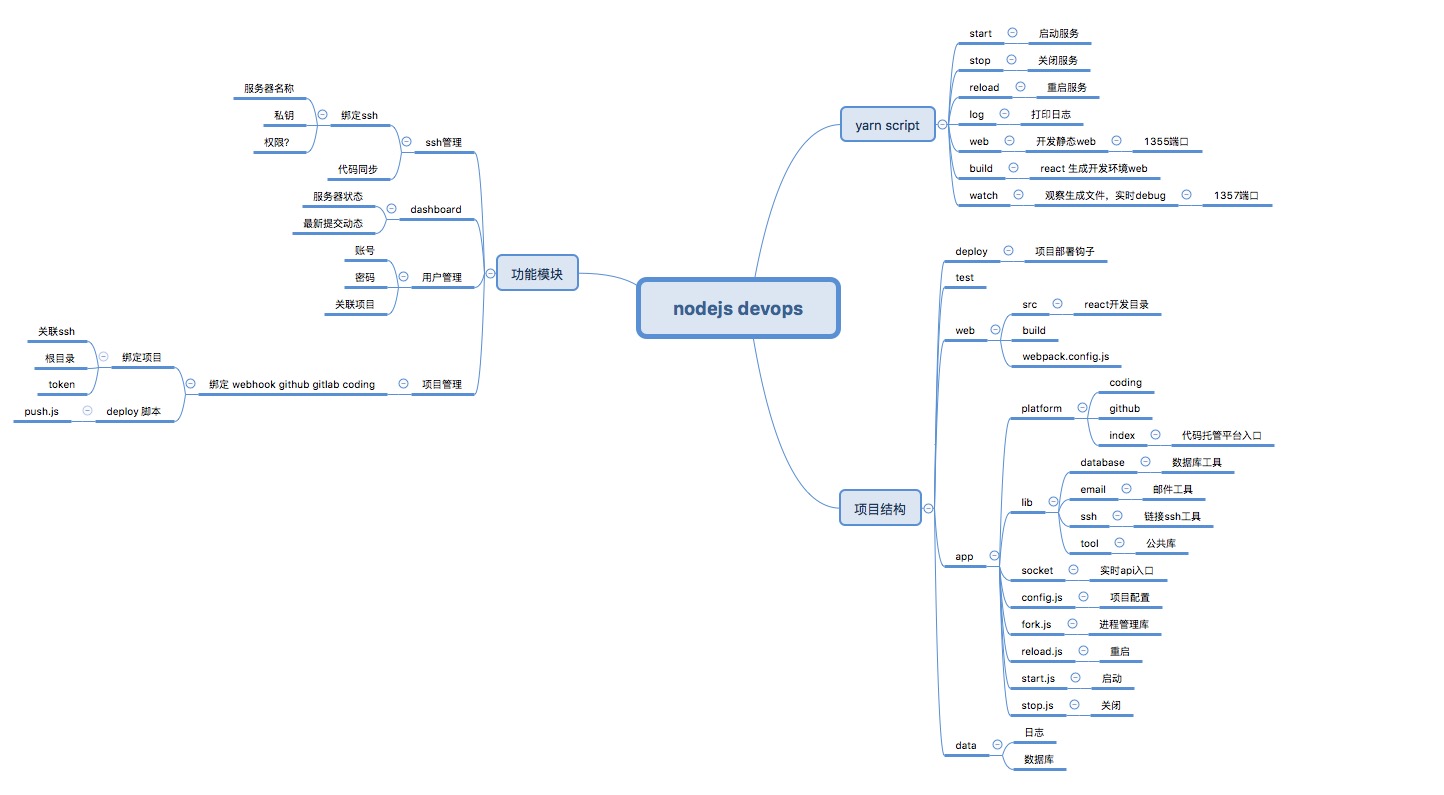 nodejs devops
yarn script
start
启动服务
stop
关闭服务
reload
重启服务
log
打印日志
web
开发静态web
1355端口
build
react 生成开发环境web
watch
观察生成文件，实时debug
1357端口
项目结构
deploy
项目部署钩子
test
web
src
react开发目录
build
webpack.config.js
app
platform
coding
github
index
代码托管平台入口
lib
database
数据库工具
email
邮件工具
ssh
链接ssh工具
tool
公共库
socket
实时api入口
config.js
项目配置
fork.js
进程管理库
reload.js
重启
start.js
启动
stop.js
关闭
data
日志
数据库
功能模块
ssh管理
绑定ssh
服务器名称
私钥
权限?
代码同步
dashboard
服务器状态
最新提交动态
用户管理
账号
密码
关联项目
项目管理
绑定 webhook github gitlab coding
绑定项目
关联ssh
根目录
token
deploy 脚本
push.js